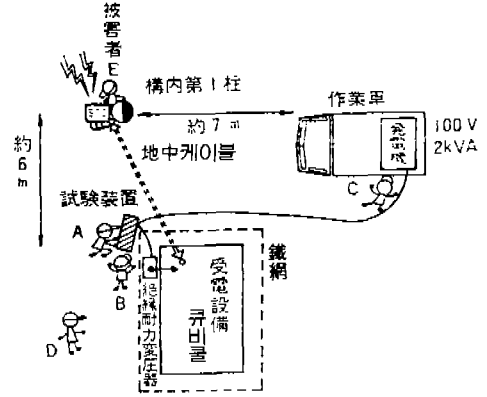 被害者
E
構内第1柱
作業車
約7m
発電機
100V
2kVA
約6m
地中케이블
C
試験装置
A
B
絶縁耐力変圧器
受電設備
큐비클
鐵網
D